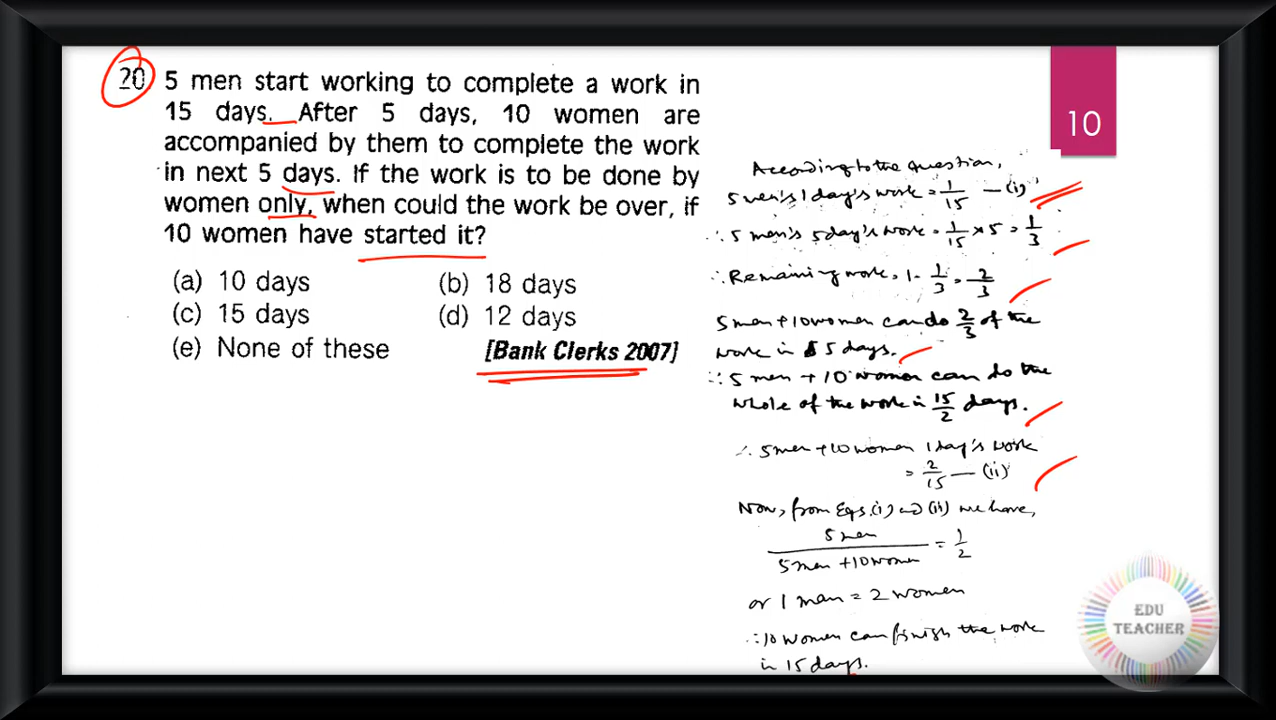 20 5 men start working to complete a work in
15 days. After 5 days, 10 women are
accompanied by them to complete the work
in next 5 days. If the work is to be done by
women only, when could the work be over, if
10 women have started it?
(a) 10 days (b) 18 days
(c) 15 days (d) 12 days
(e) None of these [Bank Clerks 2007]
10
According to the question,
5 men's 1 day's work = 1/15 — (i)
∴ 5 men's 5 day's work = 1/15 × 5 = 1/3
∴ Remaining work = 1 - 1/3 = 2/3
5 men + 10 women can do 2/3 of the
work in 5 days.
∴ 5 men + 10 women can do the
whole of the work in 15/2 days.
∴ 5 men + 10 women 1 day's work
= 2/15 — (ii)
Now, from Eqs. (i) and (ii) we have,
5 men / 5 men + 10 women = 1/2
or 1 man = 2 women
∴ 10 women can finish the work
in 15 days.
EDU
TEACHER